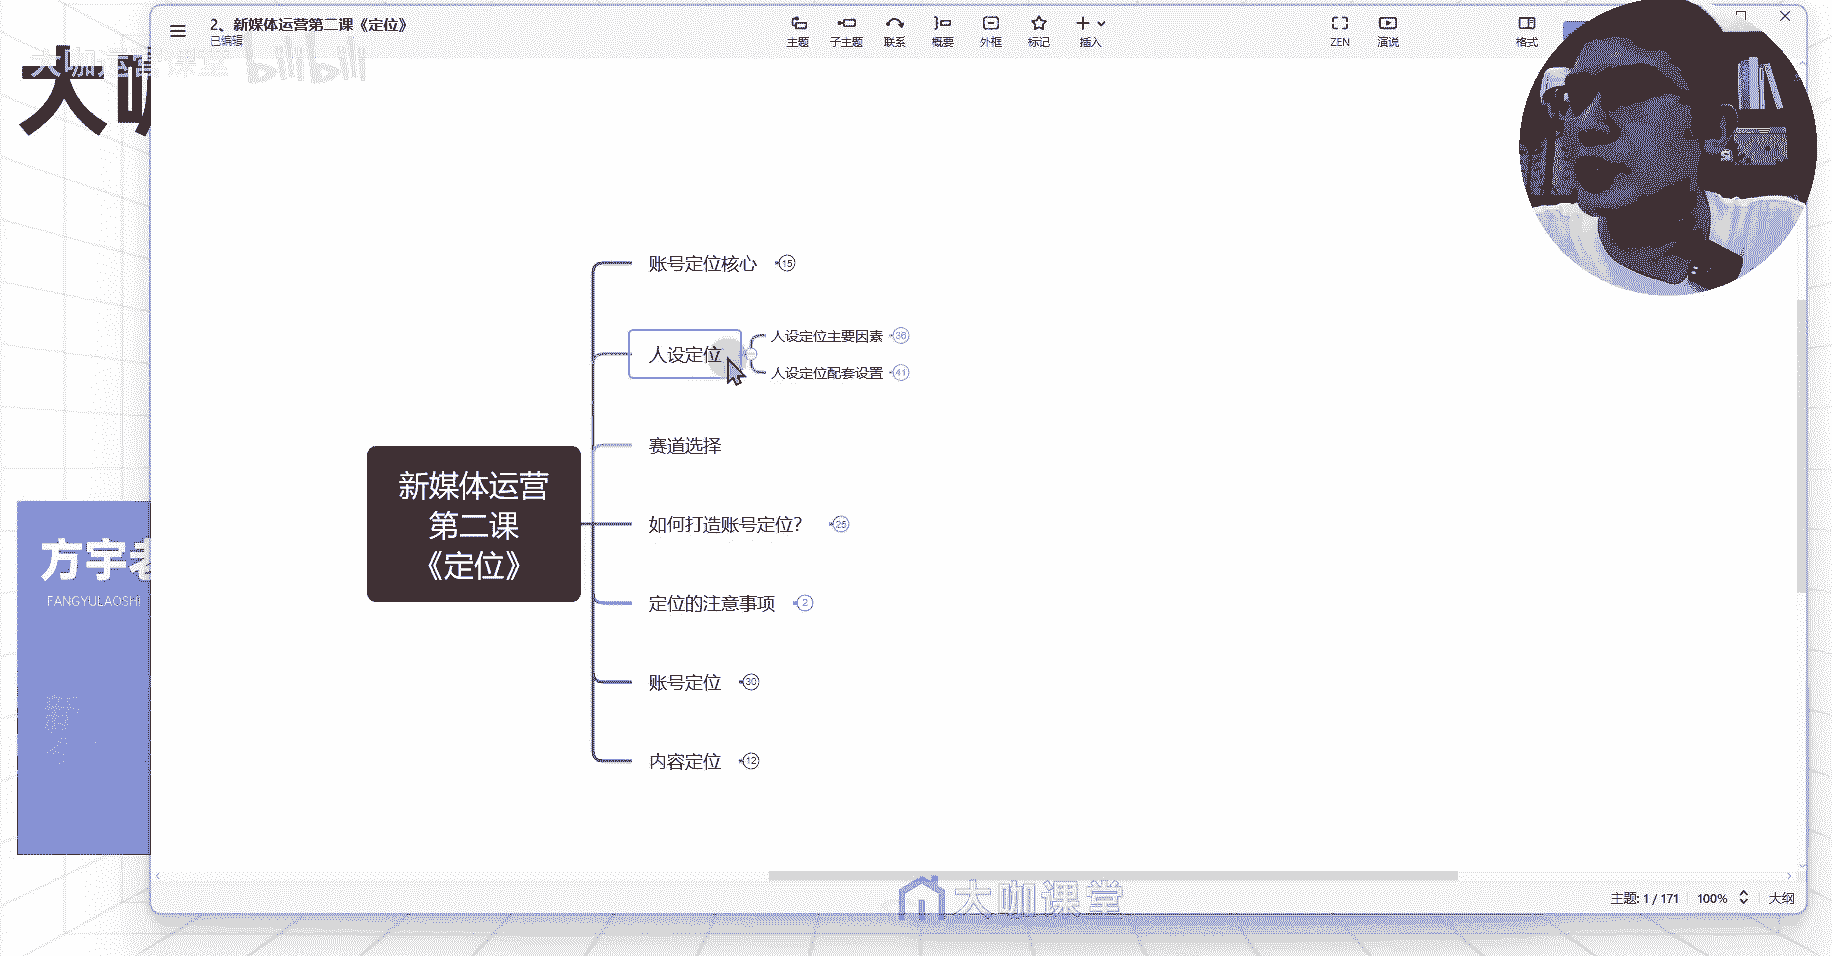 2、新媒体运营第二课《定位》
已编辑
主题
子主题
联系
概要
外框
标记
插入
ZEN
演说
格式
大咖运营课堂
bilibili
大咖
账号定位核心
15
人设定位
人设定位主要因素
36
人设定位配套设置
41
赛道选择
新媒体运营
第二课
《定位》
如何打造账号定位？
25
定位的注意事项
2
账号定位
30
内容定位
12
方宇老
FANGYULAOSHI
大咖课堂
主题: 1 / 171
100%
大纲